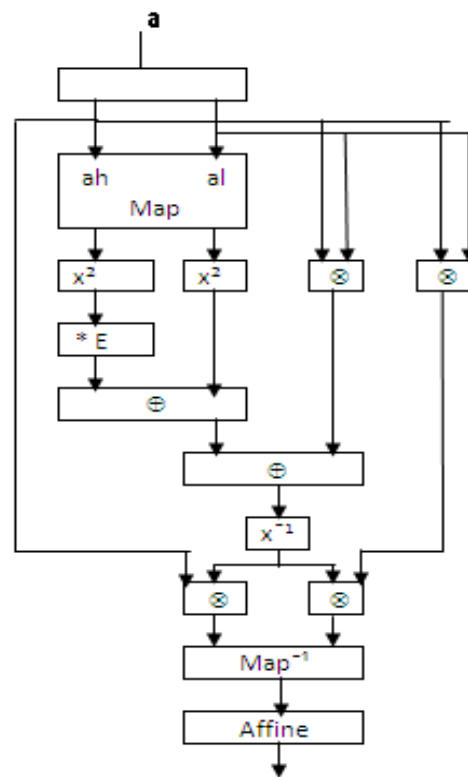 a
ah al
Map
x² x² ⊗ ⊗
* E
⊕
⊕
x⁻¹
⊗ ⊗
Map⁻¹
Affine